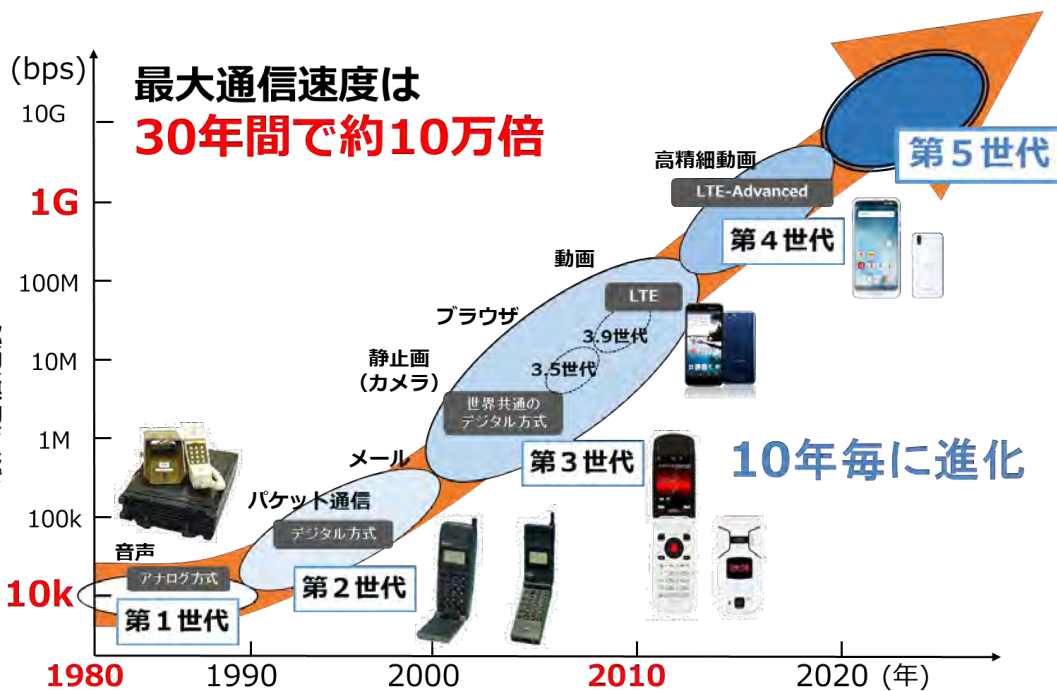 (bps)
最大通信速度は
30年間で約10万倍
10G
1G
100M
10M
1M
100k
10k
第５世代
高精細動画
LTE-Advanced
第４世代
動画
LTE
ブラウザ
3.9世代
静止画
（カメラ）
3.5世代
世界共通の
デジタル方式
第３世代
10年毎に進化
メール
パケット通信
デジタル方式
第２世代
音声
アナログ方式
第１世代
1980
1990
2000
2010
2020
(年)